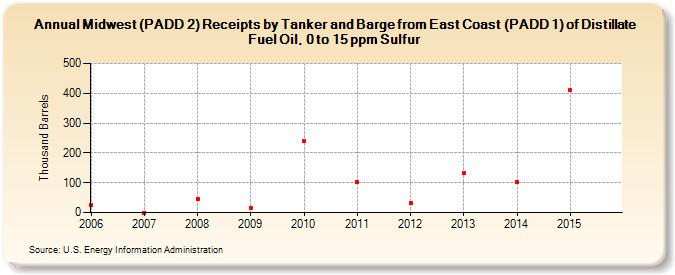 Annual Midwest (PADD 2) Receipts by Tanker and Barge from East Coast (PADD 1) of Distillate
Fuel Oil, 0 to 15 ppm Sulfur
Thousand Barrels
500
400
300
200
100
0
2006 2007 2008 2009 2010 2011 2012 2013 2014 2015
Source: U.S. Energy Information Administration